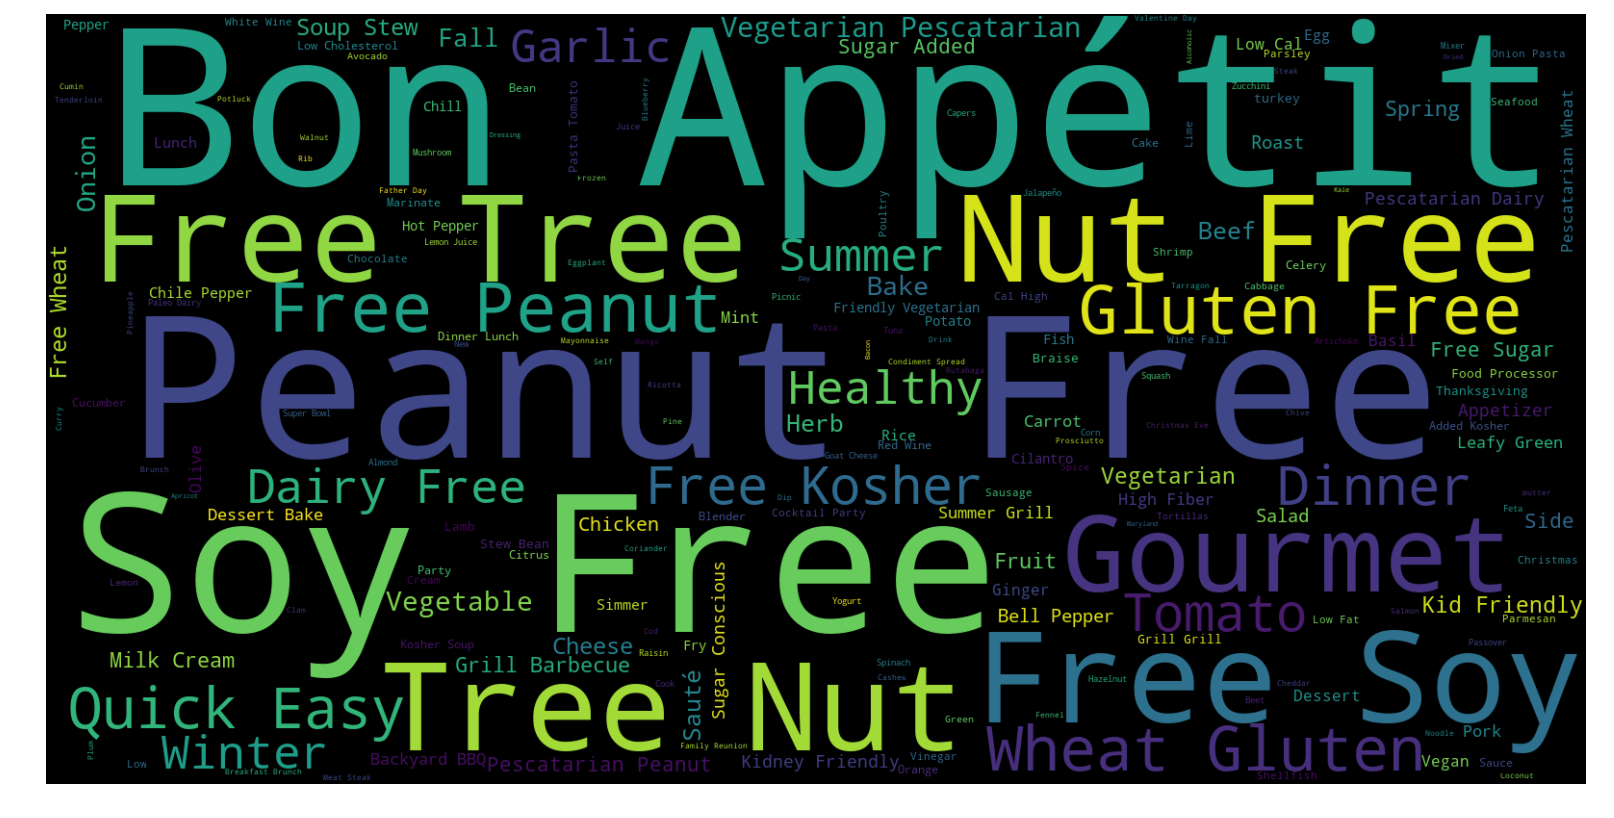 Pepper
White Wine
Soup Stew
Low Cholesterol
Avocado
Fall
Garlic
Vegetarian Pescatarian
Sugar Added
Valentine Day
Alcoholic
Low Cal
Parsley
Egg
Mixer
Dried
Onion Pasta
Bon Appétit
Cumin
Tenderloin
Potluck
Chill
Bean
Blueberry
Juice
Pasta Tomato
Steak
Zucchini
turkey
Spring
Seafood
Pescatarian Wheat
Onion
Lunch
Walnut
Rib
Dressing
Mushroom
Frozen
Capers
Cake
Lime
Roast
Father Day
Marinate
Jalapeño
Kale
Pescatarian Dairy
Free Tree
Nut Free
Hot Pepper
Lemon Juice
Poultry
Beef
Summer
Shrimp
Celery
Free Wheat
Chocolate
Eggplant
Chile Pepper
Paleo Dairy
Pineapple
Free Peanut
Mint
Picnic
Day
Bake
Cal High
Tarragon
Cabbage
Gluten Free
Friendly Vegetarian
Potato
Peanut Free
Dinner Lunch
New
Mayonnaise
Mango
Pasta
Tuna
Drink
Fish
Wine Fall
Artichoke
Basil
Free Sugar
Self
Bacon
Condiment Spread
Rutabaga
Braise
Squash
Food Processor
Ricotta
Healthy
Thanksgiving
Cucumber
Curry
Super Bowl
Pine
Herb
Rice
Red Wine
Carrot
Corn
Prosciutto
Chive
Christmas Eve
Appetizer
Added Kosher
Leafy Green
Brunch
Olive
Almond
Goat Cheese
Cilantro
Spice
Vegetarian
Dairy Free
Free Kosher
Dip
Sausage
High Fiber
Dinner
butter
Apricot
Dessert Bake
Lamb
Chicken
Blender
Cocktail Party
Summer Grill
Tortillas
Maryland
Salad
Feta
Side
Soy Free
Stew Bean
Citrus
Coriander
Gourmet
Fruit
Christmas
Lemon
Party
Cream
Sugar Conscious
Ginger
Clam
Vegetable
Simmer
Yogurt
Bell Pepper
Tomato
Salmon
Low Fat
Kid Friendly
Parmesan
Kosher Soup
Cod
Cheese
Raisin
Fry
Grill Grill
Passover
Milk Cream
Grill Barbecue
Spinach
Cashew
Hazelnut
Free Soy
Cheddar
Cook
Sauté
Dessert
Beet
Quick Easy
Tree Nut
Green
Fennel
Noodle
Pork
Plum
Winter
Family Reunion
Low
Backyard BBQ
Pescatarian Peanut
Kidney Friendly
Vinegar
Orange
Wheat Gluten
Vegan
Sauce
Breakfast Brunch
Meat Steak
Shellfish
Coconut